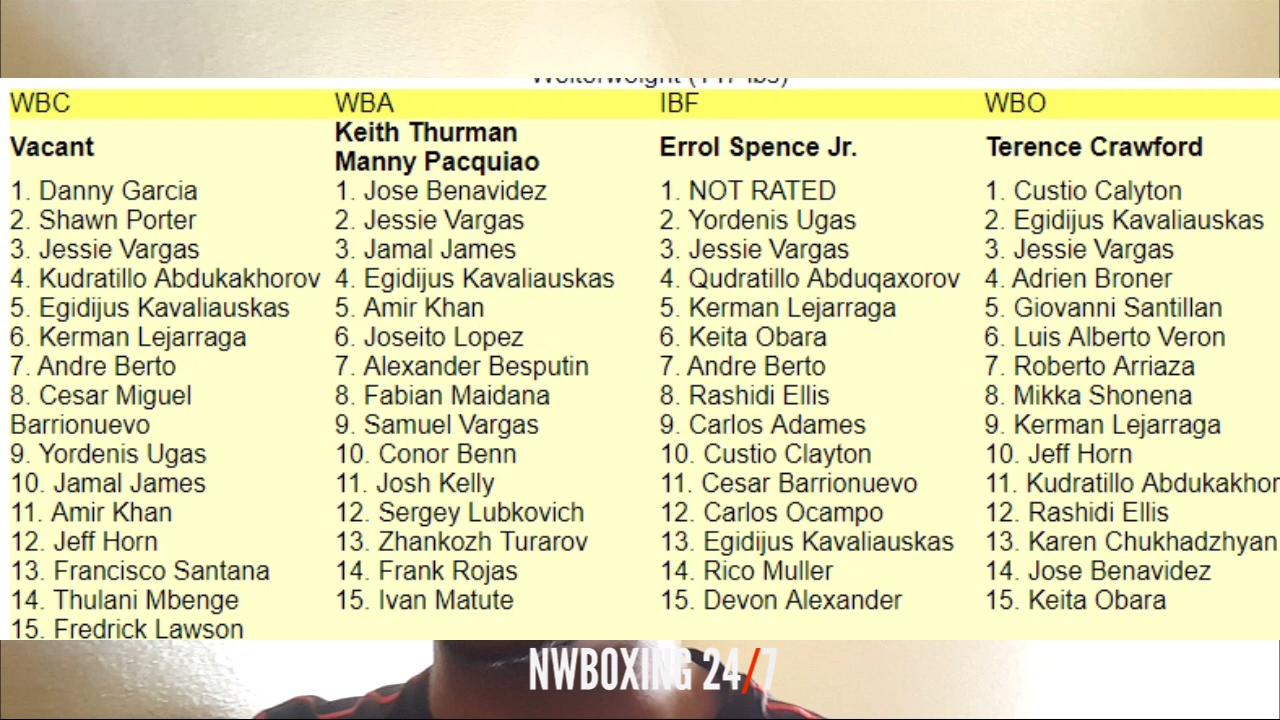 Welterweight (147 lbs)
WBC
Vacant
1. Danny Garcia
2. Shawn Porter
3. Jessie Vargas
4. Kudratillo Abdukakhorov
5. Egidijus Kavaliauskas
6. Kerman Lejarraga
7. Andre Berto
8. Cesar Miguel
Barrionuevo
9. Yordenis Ugas
10. Jamal James
11. Amir Khan
12. Jeff Horn
13. Francisco Santana
14. Thulani Mbenge
15. Fredrick Lawson
WBA
Keith Thurman
Manny Pacquiao
1. Jose Benavidez
2. Jessie Vargas
3. Jamal James
4. Egidijus Kavaliauskas
5. Amir Khan
6. Joseito Lopez
7. Alexander Besputin
8. Fabian Maidana
9. Samuel Vargas
10. Conor Benn
11. Josh Kelly
12. Sergey Lubkovich
13. Zhankozh Turarov
14. Frank Rojas
15. Ivan Matute
IBF
Errol Spence Jr.
1. NOT RATED
2. Yordenis Ugas
3. Jessie Vargas
4. Qudratillo Abduqaxorov
5. Kerman Lejarraga
6. Keita Obara
7. Andre Berto
8. Rashidi Ellis
9. Carlos Adames
10. Custio Clayton
11. Cesar Barrionuevo
12. Carlos Ocampo
13. Egidijus Kavaliauskas
14. Rico Muller
15. Devon Alexander
WBO
Terence Crawford
1. Custio Calyton
2. Egidijus Kavaliauskas
3. Jessie Vargas
4. Adrien Broner
5. Giovanni Santillan
6. Luis Alberto Veron
7. Roberto Arriaza
8. Mikka Shonena
9. Kerman Lejarraga
10. Jeff Horn
11. Kudratillo Abdukakhor
12. Rashidi Ellis
13. Karen Chukhadzhyan
14. Jose Benavidez
15. Keita Obara
NWBOXING 24/7